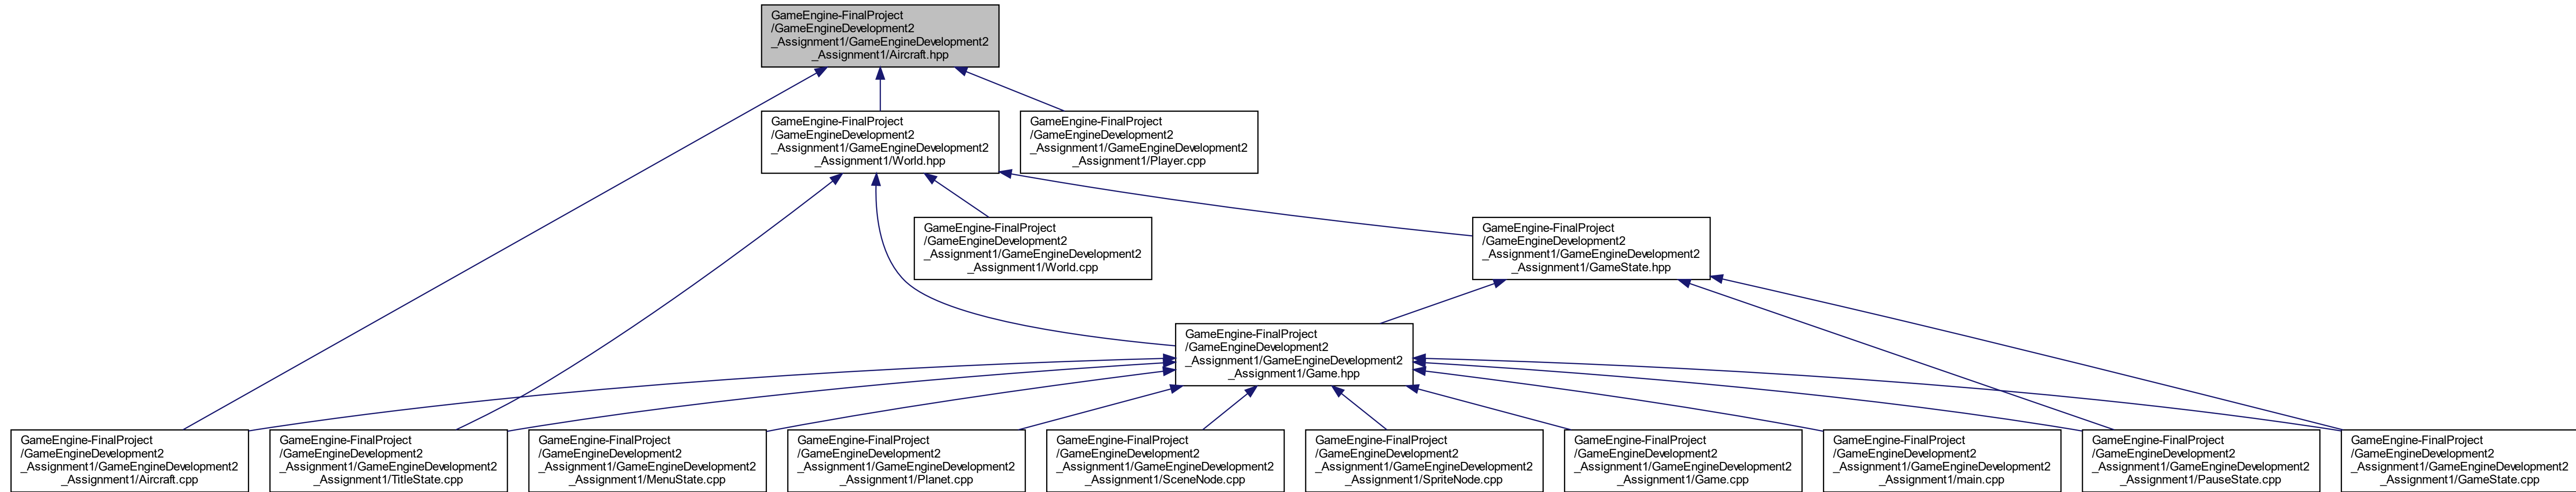 GameEngine-FinalProject
/GameEngineDevelopment2
_Assignment1/GameEngineDevelopment2
_Assignment1/Aircraft.hpp
GameEngine-FinalProject
/GameEngineDevelopment2
_Assignment1/GameEngineDevelopment2
_Assignment1/World.hpp
GameEngine-FinalProject
/GameEngineDevelopment2
_Assignment1/GameEngineDevelopment2
_Assignment1/Player.cpp
GameEngine-FinalProject
/GameEngineDevelopment2
_Assignment1/GameEngineDevelopment2
_Assignment1/World.cpp
GameEngine-FinalProject
/GameEngineDevelopment2
_Assignment1/GameEngineDevelopment2
_Assignment1/GameState.hpp
GameEngine-FinalProject
/GameEngineDevelopment2
_Assignment1/GameEngineDevelopment2
_Assignment1/Game.hpp
GameEngine-FinalProject
/GameEngineDevelopment2
_Assignment1/GameEngineDevelopment2
_Assignment1/Aircraft.cpp
GameEngine-FinalProject
/GameEngineDevelopment2
_Assignment1/GameEngineDevelopment2
_Assignment1/TitleState.cpp
GameEngine-FinalProject
/GameEngineDevelopment2
_Assignment1/GameEngineDevelopment2
_Assignment1/MenuState.cpp
GameEngine-FinalProject
/GameEngineDevelopment2
_Assignment1/GameEngineDevelopment2
_Assignment1/Planet.cpp
GameEngine-FinalProject
/GameEngineDevelopment2
_Assignment1/GameEngineDevelopment2
_Assignment1/SceneNode.cpp
GameEngine-FinalProject
/GameEngineDevelopment2
_Assignment1/GameEngineDevelopment2
_Assignment1/SpriteNode.cpp
GameEngine-FinalProject
/GameEngineDevelopment2
_Assignment1/GameEngineDevelopment2
_Assignment1/Game.cpp
GameEngine-FinalProject
/GameEngineDevelopment2
_Assignment1/GameEngineDevelopment2
_Assignment1/main.cpp
GameEngine-FinalProject
/GameEngineDevelopment2
_Assignment1/GameEngineDevelopment2
_Assignment1/PauseState.cpp
GameEngine-FinalProject
/GameEngineDevelopment2
_Assignment1/GameEngineDevelopment2
_Assignment1/GameState.cpp